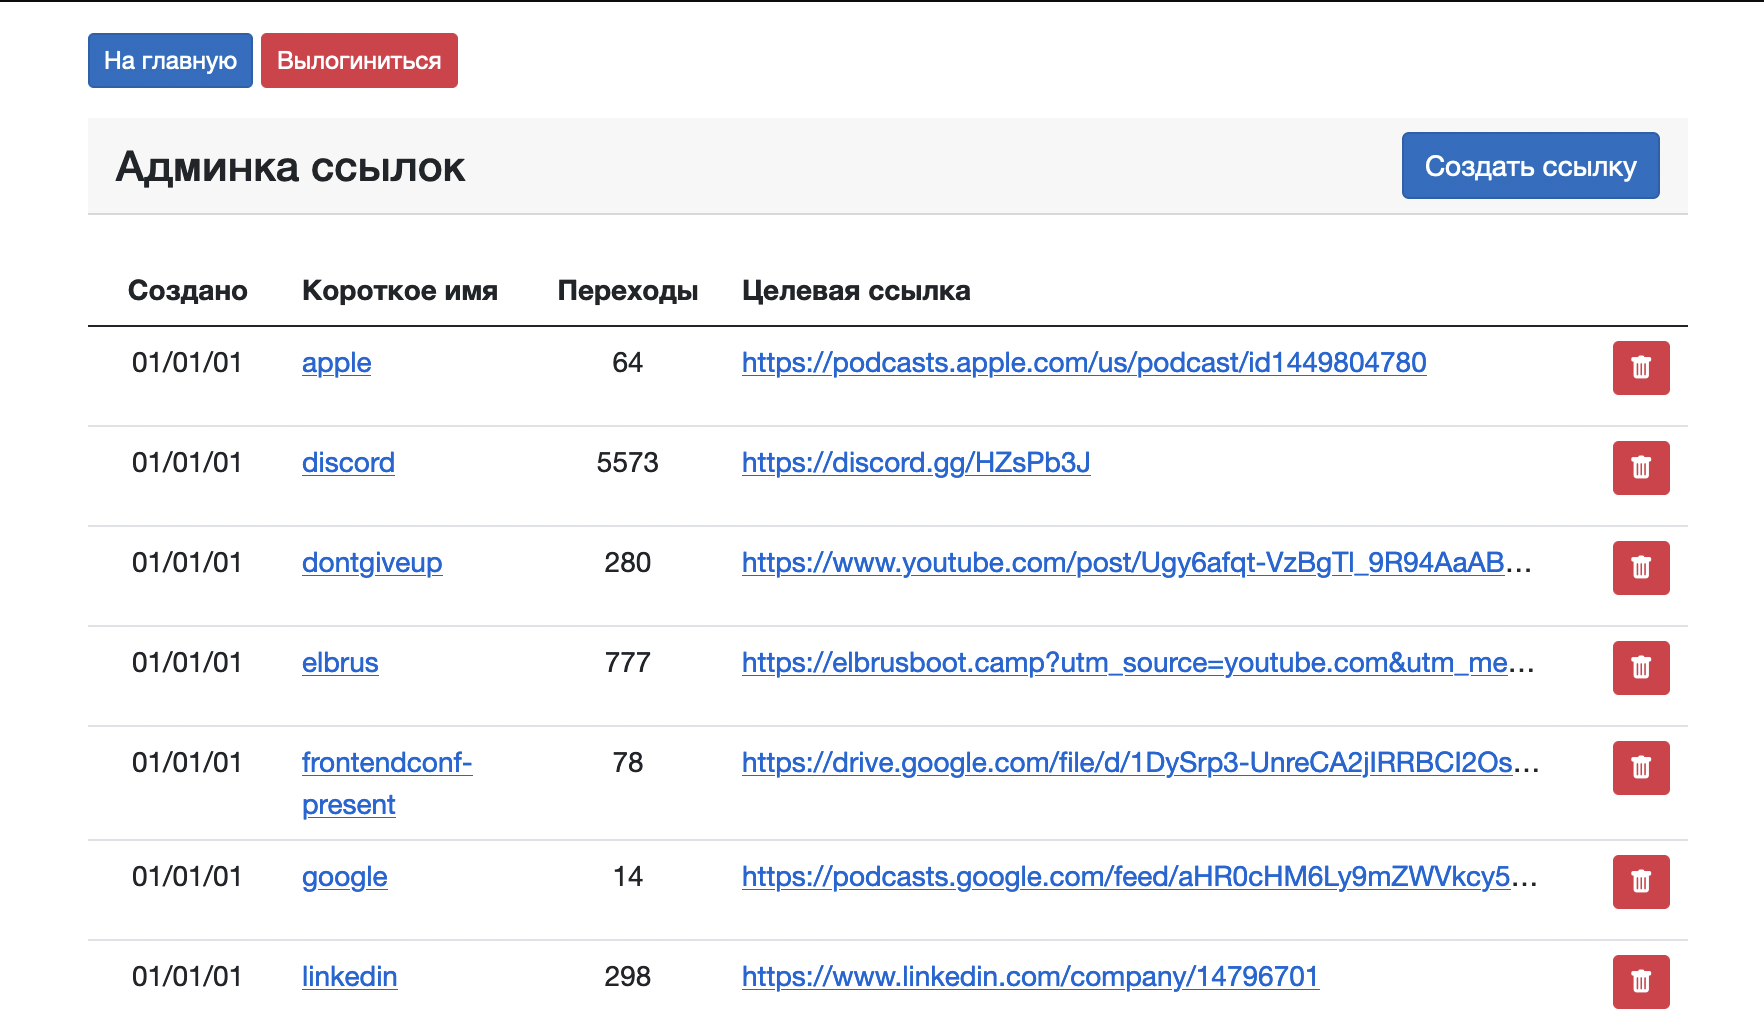 На главную Вылогиниться
Админка ссылок Создать ссылку
Создано Короткое имя Переходы Целевая ссылка
01/01/01 apple 64 https://podcasts.apple.com/us/podcast/id1449804780
01/01/01 discord 5573 https://discord.gg/HZsPb3J
01/01/01 dontgiveup 280 https://www.youtube.com/post/Ugy6afqt-VzBgTl_9R94AaAB...
01/01/01 elbrus 777 https://elbrusboot.camp?utm_source=youtube.com&utm_me...
01/01/01 frontendconf- 78 https://drive.google.com/file/d/1DySrp3-UnreCA2jIRRBCI2Os...
present
01/01/01 google 14 https://podcasts.google.com/feed/aHR0cHM6Ly9mZWVkcy5...
01/01/01 linkedin 298 https://www.linkedin.com/company/14796701